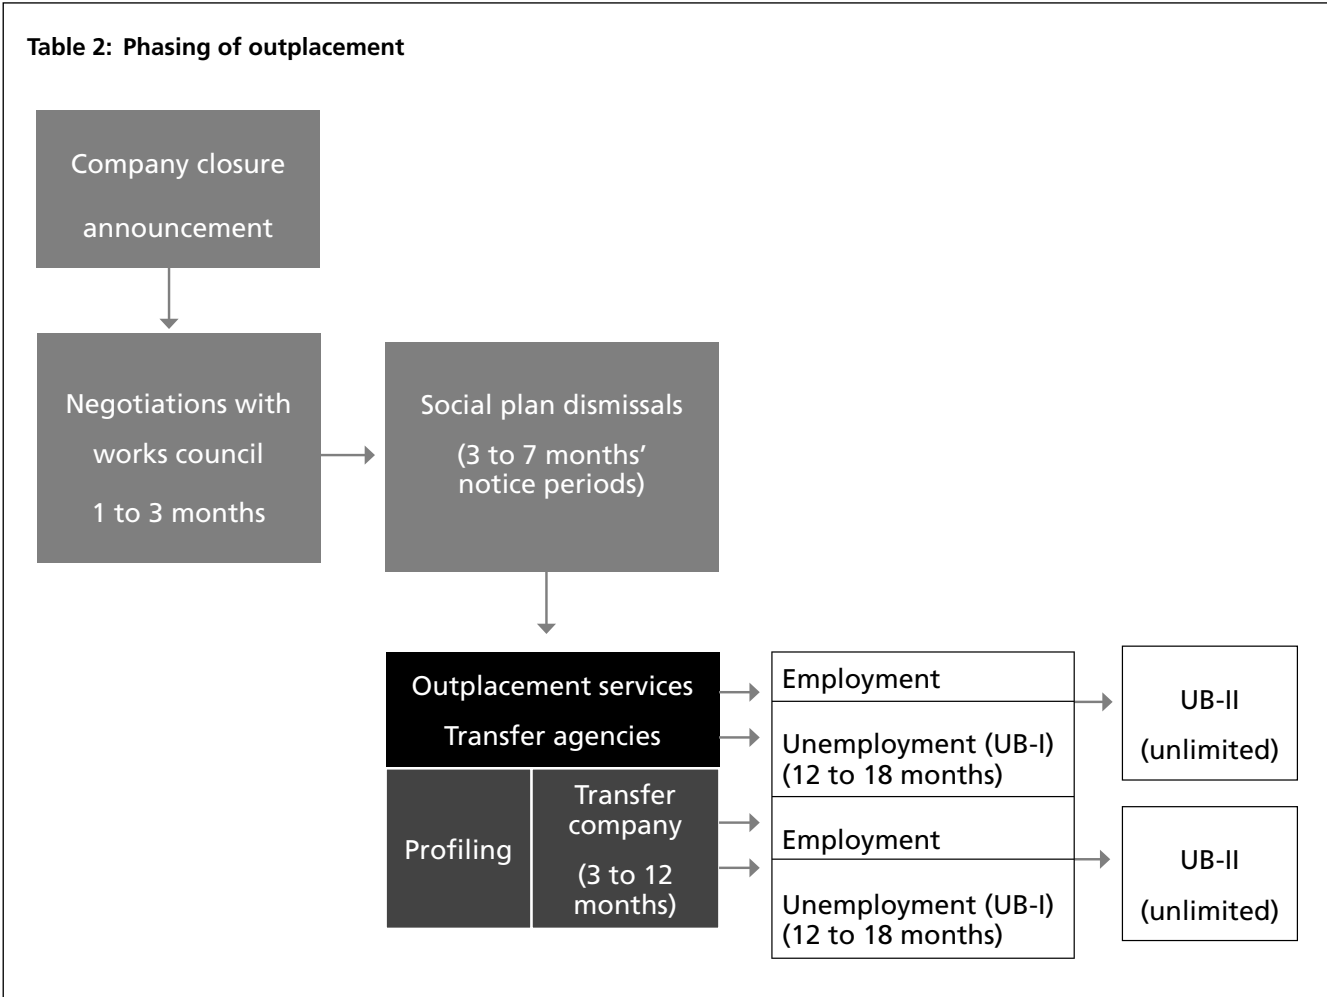 Table 2: Phasing of outplacement
Company closure
announcement
Negotiations with
works council
1 to 3 months
Social plan dismissals
(3 to 7 months’
notice periods)
Outplacement services
Transfer agencies
Profiling
Transfer
company
(3 to 12
months)
Employment
Unemployment (UB-I)
(12 to 18 months)
Employment
Unemployment (UB-I)
(12 to 18 months)
UB-II
(unlimited)
UB-II
(unlimited)